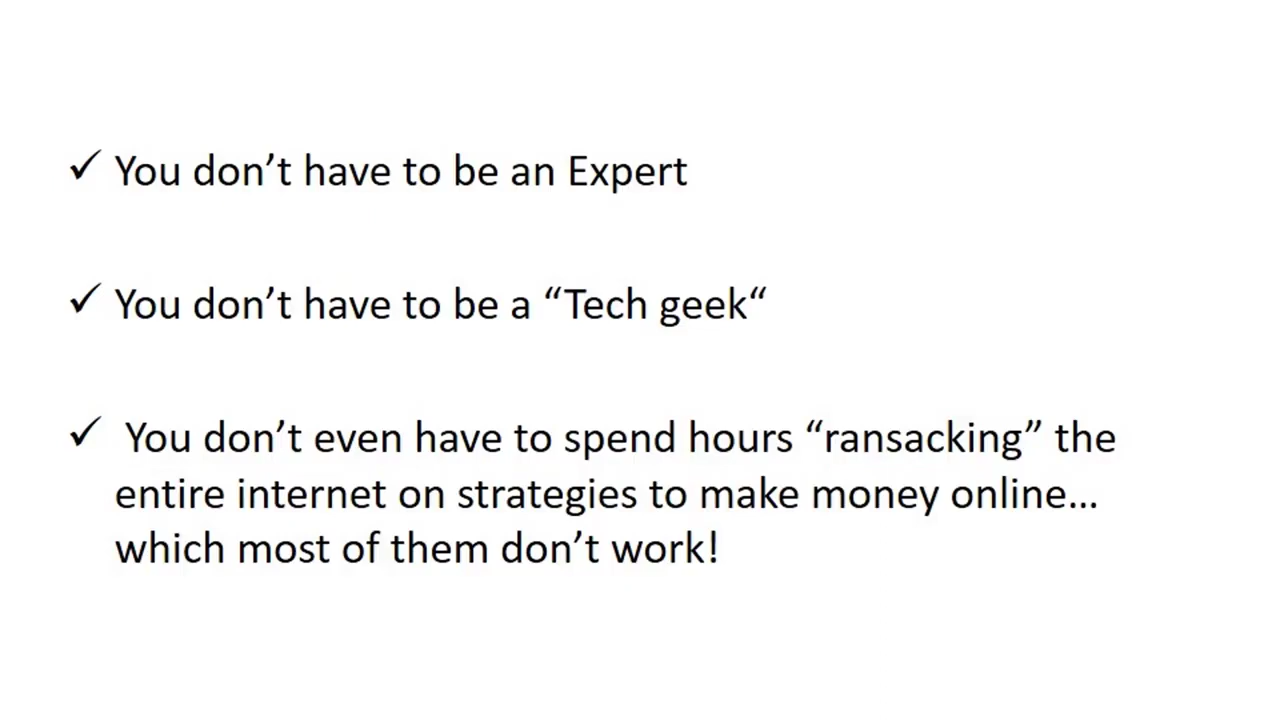 ✓ You don’t have to be an Expert
✓ You don’t have to be a “Tech geek“
✓ You don’t even have to spend hours “ransacking” the
entire internet on strategies to make money online…
which most of them don’t work!